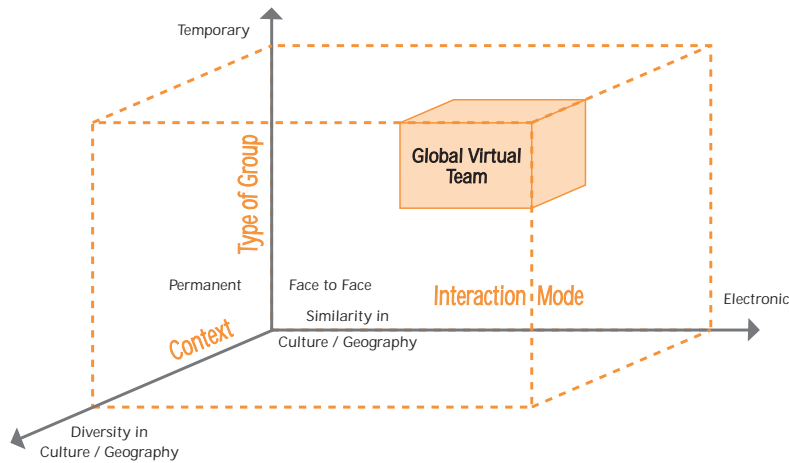 Temporary
Type of Group
Global Virtual
Team
Permanent
Face to Face
Interaction Mode
Electronic
Similarity in
Culture / Geography
Context
Diversity in
Culture / Geography